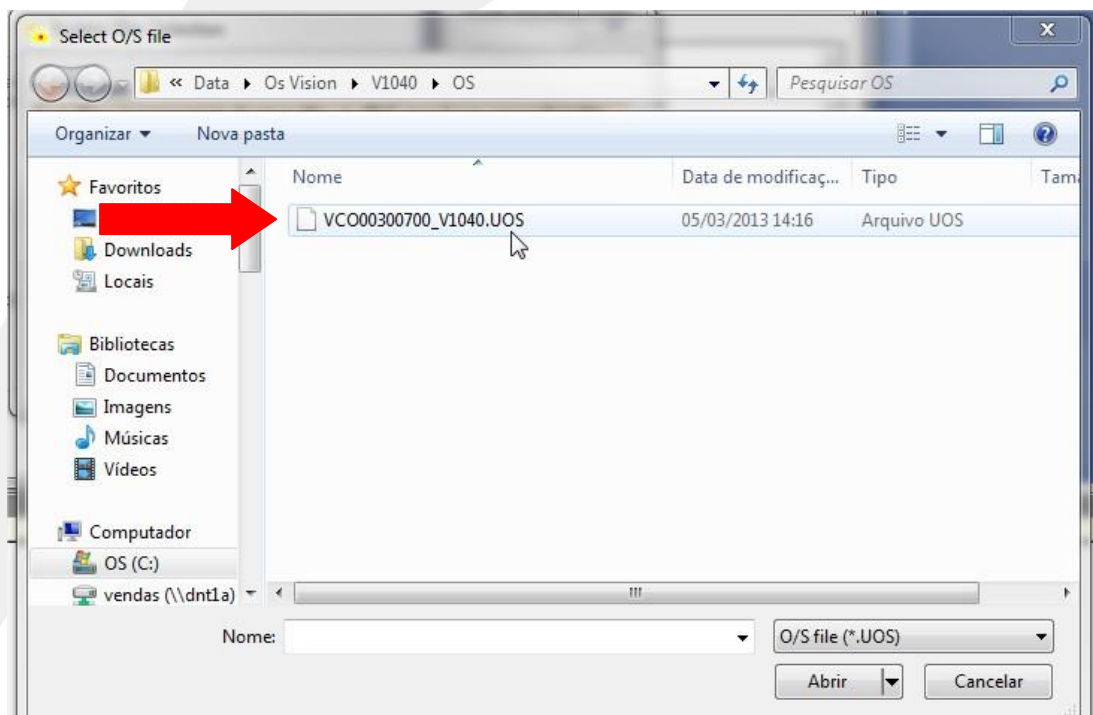 Select O/S file
X
« Data ▸ Os Vision ▸ V1040 ▸ OS
Pesquisar OS
Organizar ▾ Nova pasta
Favoritos
Downloads
Locais
Bibliotecas
Documentos
Imagens
Músicas
Vídeos
Computador
OS (C:)
vendas (\\dnt1a)
Nome Data de modificaç... Tipo Tama
VCO00300700_V1040.UOS 05/03/2013 14:16 Arquivo UOS
Nome:
O/S file (*.UOS)
Abrir Cancelar